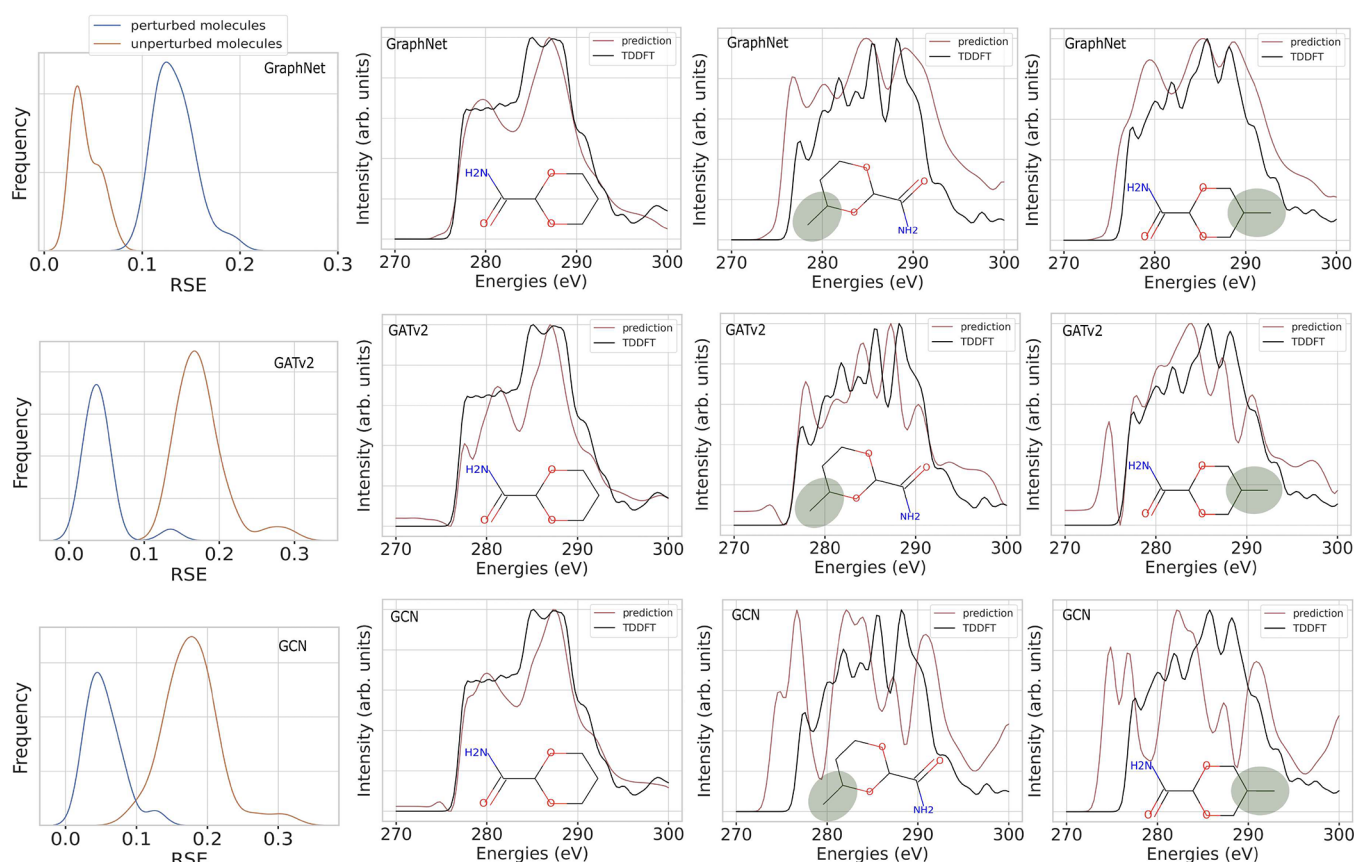 perturbed molecules
unperturbed molecules
GraphNet
Frequency
0.0 0.1 0.2 0.3
RSE
GraphNet
prediction
TDDFT
Intensity (arb. units)
H2N
O
O
O
270 280 290 300
Energies (eV)
GraphNet
prediction
TDDFT
Intensity (arb. units)
O
O
O
NH2
270 280 290 300
Energies (eV)
GraphNet
prediction
TDDFT
Intensity (arb. units)
H2N
O
O
O
270 280 290 300
Energies (eV)
GATv2
Frequency
0.0 0.1 0.2 0.3
RSE
GATv2
prediction
TDDFT
Intensity (arb. units)
H2N
O
O
O
270 280 290 300
Energies (eV)
GATv2
prediction
TDDFT
Intensity (arb. units)
O
O
O
NH2
270 280 290 300
Energies (eV)
GATv2
prediction
TDDFT
Intensity (arb. units)
H2N
O
O
O
270 280 290 300
Energies (eV)
GCN
Frequency
0.0 0.1 0.2 0.3
RSE
GCN
prediction
TDDFT
Intensity (arb. units)
H2N
O
O
O
270 280 290 300
Energies (eV)
GCN
prediction
TDDFT
Intensity (arb. units)
O
O
O
NH2
270 280 290 300
Energies (eV)
GCN
prediction
TDDFT
Intensity (arb. units)
H2N
O
O
O
270 280 290 300
Energies (eV)